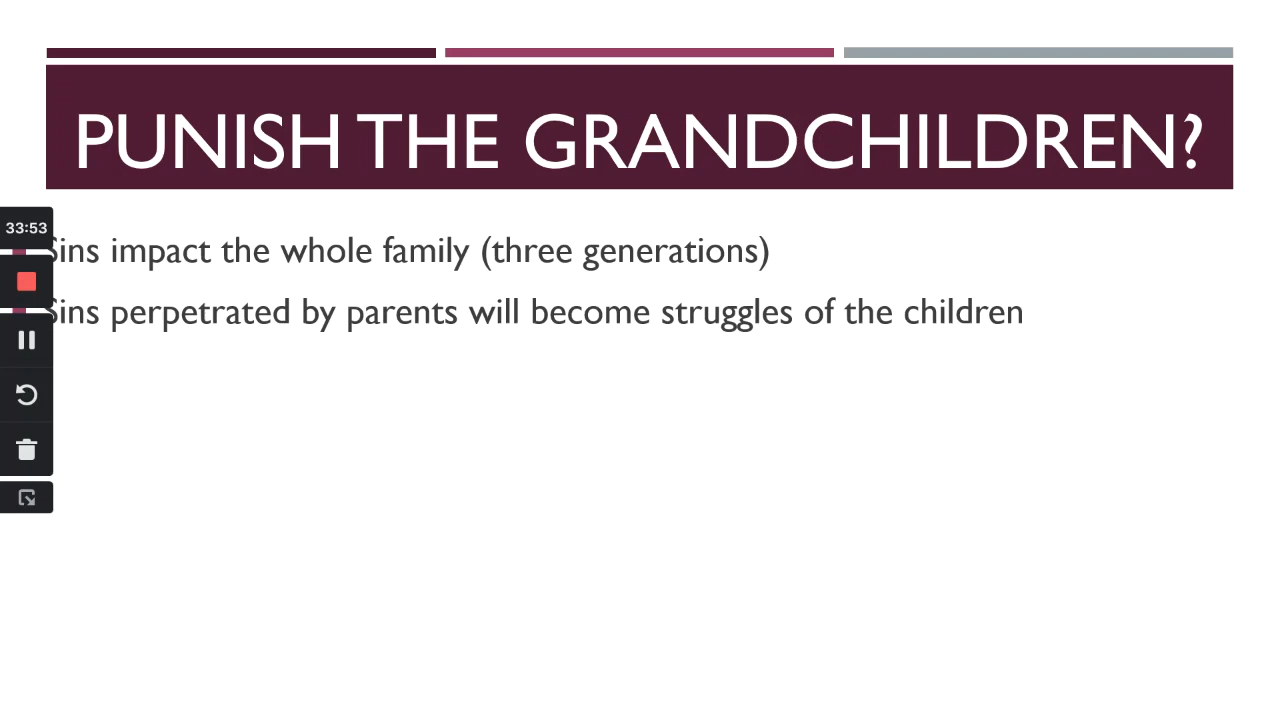 PUNISH THE GRANDCHILDREN?
33:53
Sins impact the whole family (three generations)
Sins perpetrated by parents will become struggles of the children